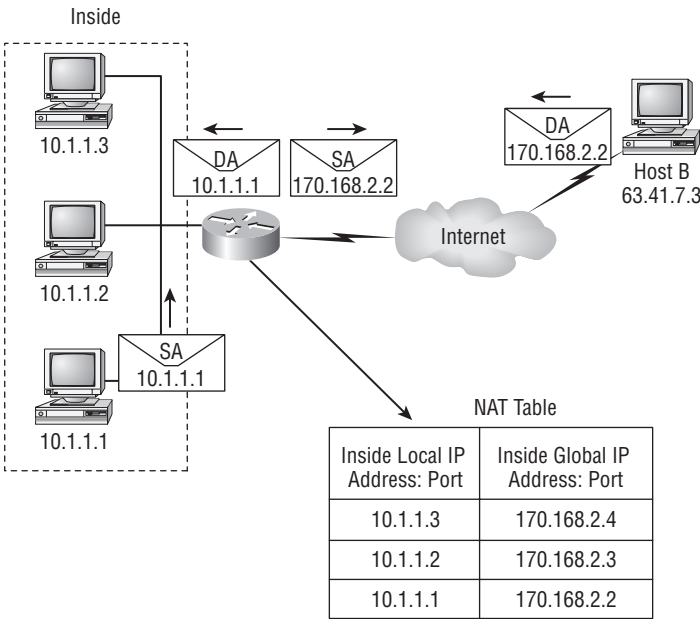 Inside
10.1.1.3
DA
10.1.1.1
SA
170.168.2.2
DA
170.168.2.2
Host B
63.41.7.3
Internet
10.1.1.2
SA
10.1.1.1
10.1.1.1
NAT Table
Inside Local IP
Address: Port
Inside Global IP
Address: Port
10.1.1.3 170.168.2.4
10.1.1.2 170.168.2.3
10.1.1.1 170.168.2.2